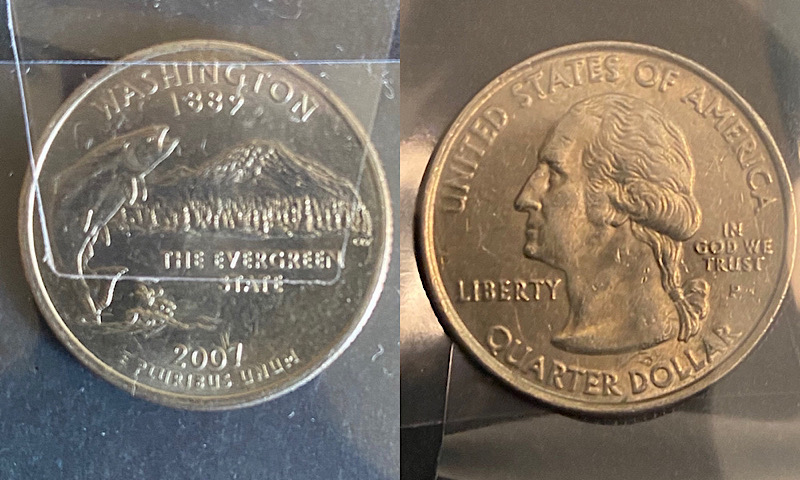 WASHINGTON
1889
THE EVERGREEN
STATE
2007
E PLURIBUS UNUM
UNITED STATES OF AMERICA
IN
GOD WE
TRUST
LIBERTY
P
QUARTER DOLLAR